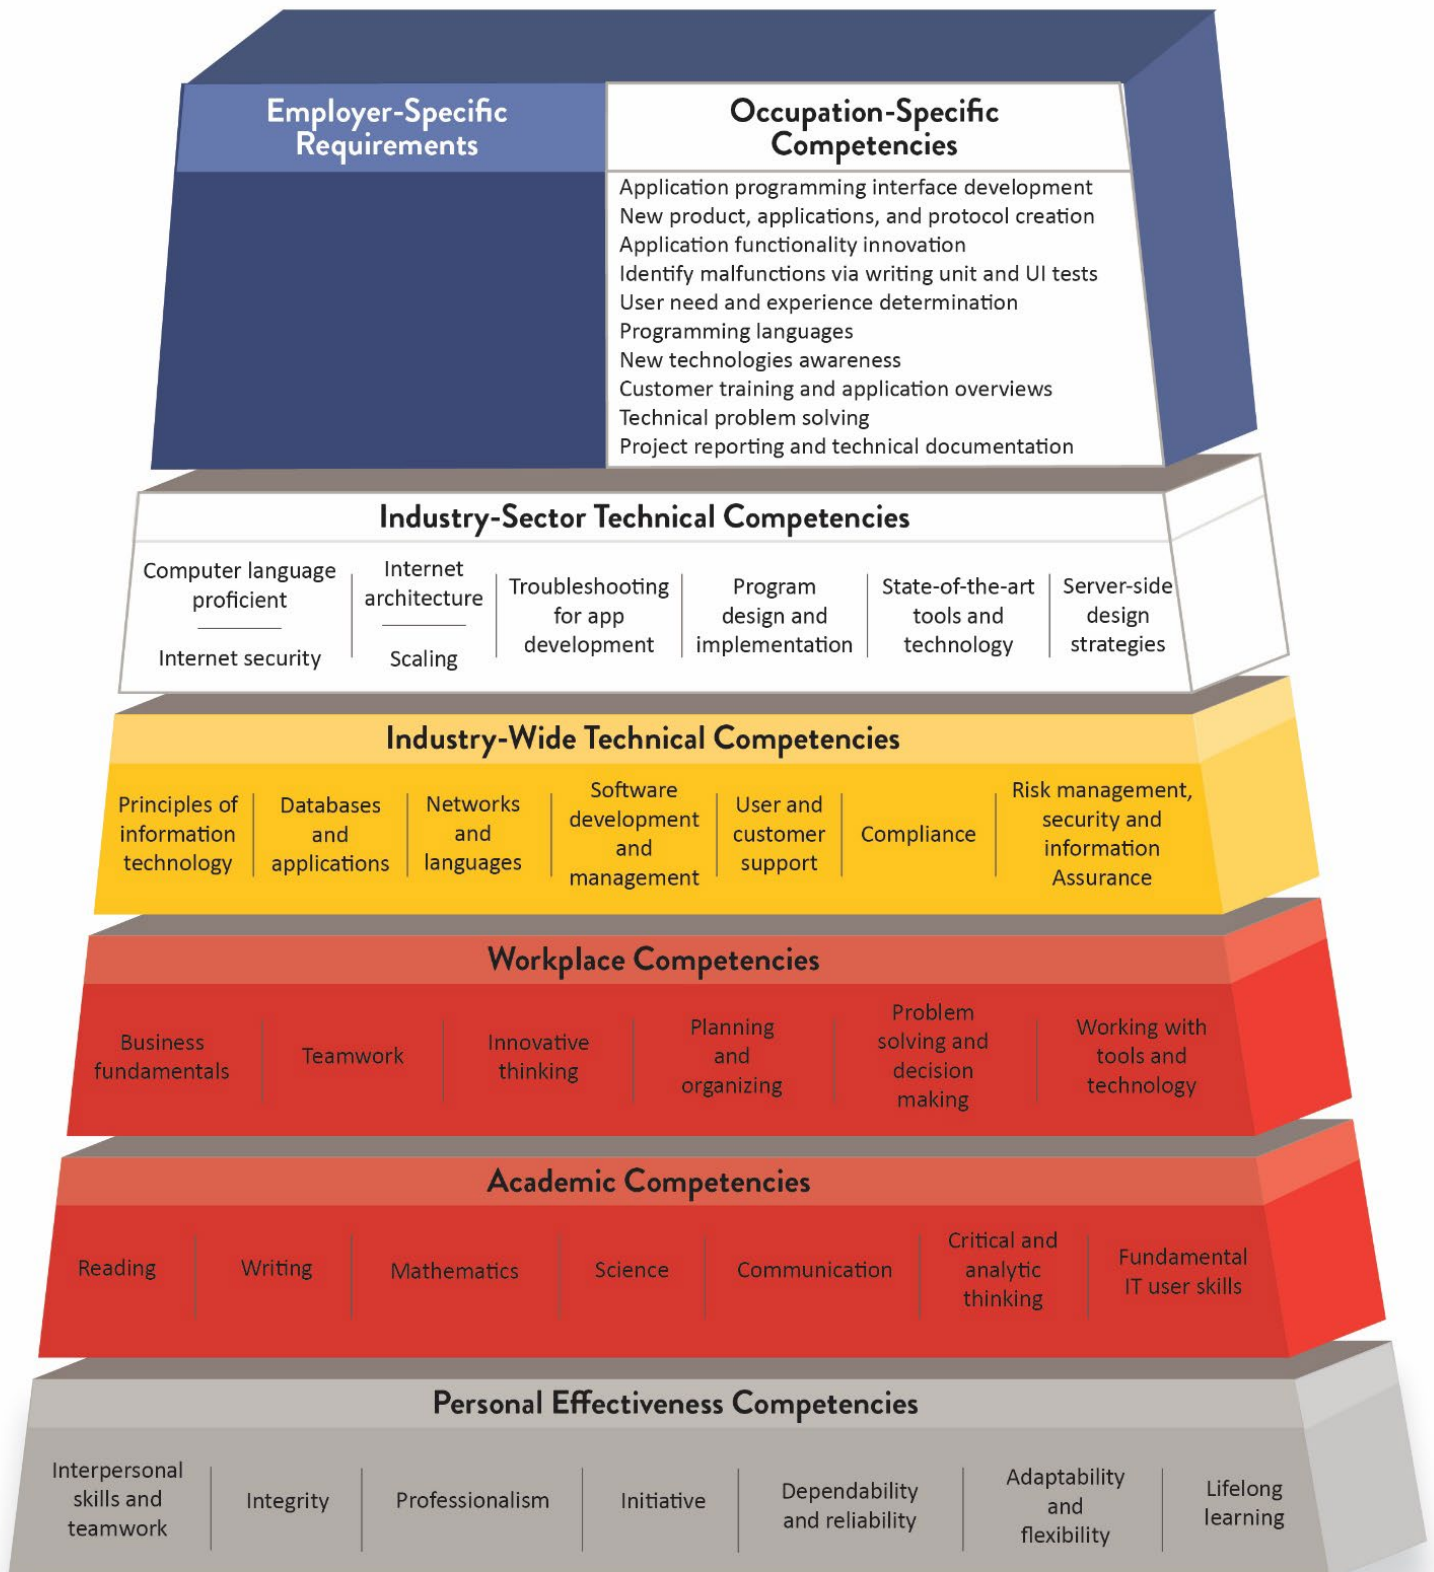 Employer-Specific
Requirements
Occupation-Specific
Competencies
Application programming interface development
New product, applications, and protocol creation
Application functionality innovation
Identify malfunctions via writing unit and UI tests
User need and experience determination
Programming languages
New technologies awareness
Customer training and application overviews
Technical problem solving
Project reporting and technical documentation
Industry-Sector Technical Competencies
Computer language
proficient
Internet security
Internet
architecture
Scaling
Troubleshooting
for app
development
Program
design and
implementation
State-of-the-art
tools and
technology
Server-side
design
strategies
Industry-Wide Technical Competencies
Principles of
information
technology
Databases
and
applications
Networks
and
languages
Software
development
and
management
User and
customer
support
Compliance
Risk management,
security and
information
Assurance
Workplace Competencies
Business
fundamentals
Teamwork
Innovative
thinking
Planning
and
organizing
Problem
solving and
decision
making
Working with
tools and
technology
Academic Competencies
Reading
Writing
Mathematics
Science
Communication
Critical and
analytic
thinking
Fundamental
IT user skills
Personal Effectiveness Competencies
Interpersonal
skills and
teamwork
Integrity
Professionalism
Initiative
Dependability
and reliability
Adaptability
and
flexibility
Lifelong
learning